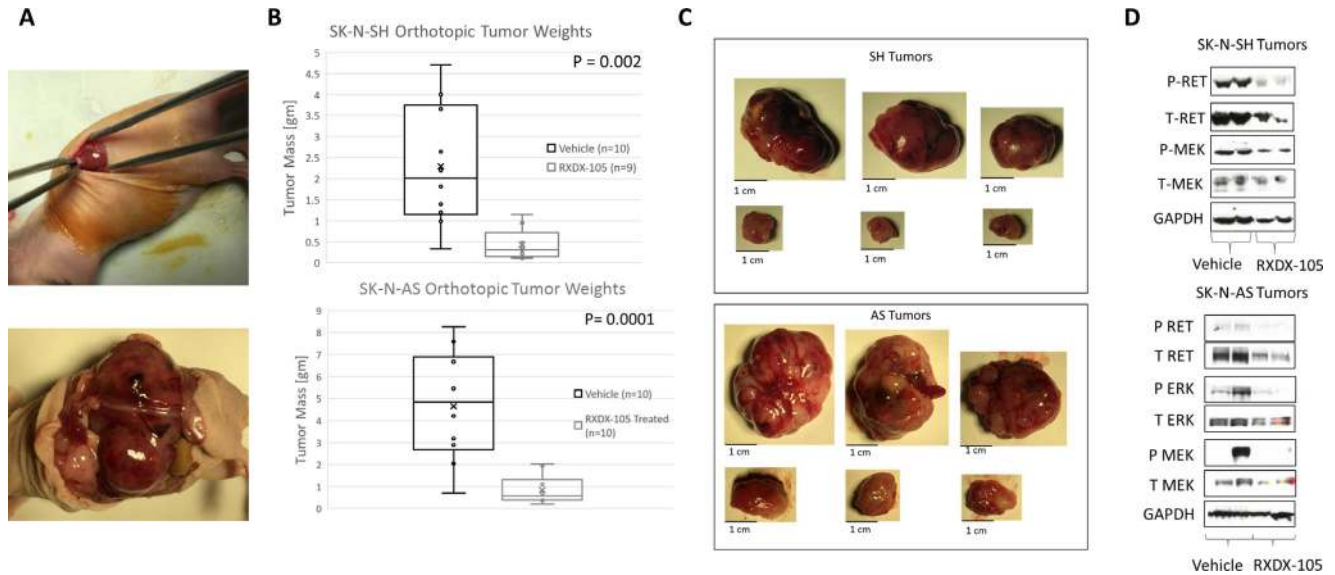 A
B
SK-N-SH Orthotopic Tumor Weights
P = 0.002
Tumor Mass [gm]
5
4.5
4
3.5
3
2.5
2
1.5
1
0.5
0
Vehicle (n=10)
RXDX-105 (n=9)
SK-N-AS Orthotopic Tumor Weights
P= 0.0001
Tumor Mass [gm]
9
8
7
6
5
4
3
2
1
0
Vehicle (n=10)
RXDX-105 Treated
(n=10)
C
SH Tumors
1 cm
1 cm
1 cm
1 cm
1 cm
1 cm
AS Tumors
1 cm
1 cm
1 cm
1 cm
1 cm
1 cm
D
SK-N-SH Tumors
P-RET
T-RET
P-MEK
T-MEK
GAPDH
Vehicle RXDX-105
SK-N-AS Tumors
P RET
T RET
P ERK
T ERK
P MEK
T MEK
GAPDH
Vehicle RXDX-105